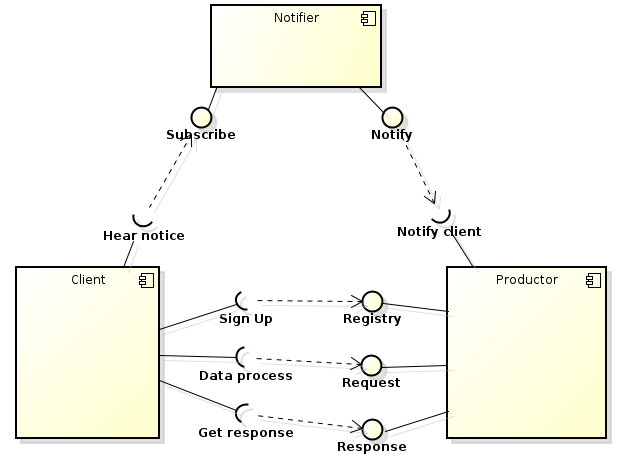 Notifier
Subscribe
Notify
Hear notice
Notify client
Client
Productor
Sign Up
Registry
Data process
Request
Get response
Response